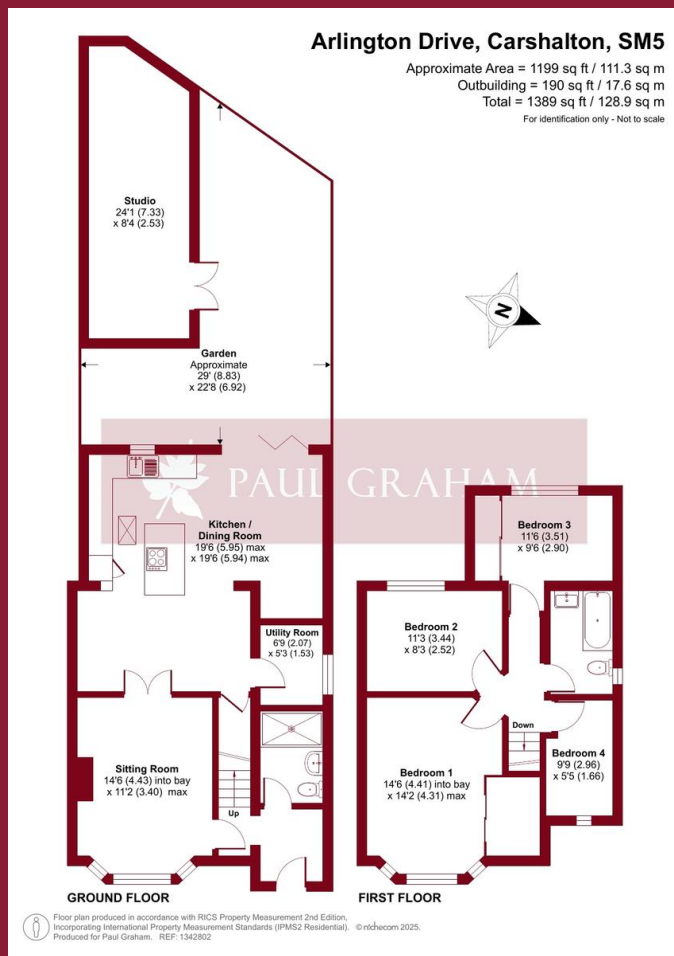 Arlington Drive, Carshalton, SM5
Approximate Area = 1199 sq ft / 111.3 sq m
Outbuilding = 190 sq ft / 17.6 sq m
Total = 1389 sq ft / 128.9 sq m
For identification only - Not to scale
Studio
24'1 (7.33)
x 8'4 (2.53)
N
Garden
Approximate
29' (8.83)
x 22'8 (6.92)
PAUL GRAHAM
Kitchen /
Dining Room
19'6 (5.95) max
x 19'6 (5.94) max
Bedroom 3
11'6 (3.51)
x 9'6 (2.90)
Utility Room
6'9 (2.07)
x 5'3 (1.53)
Bedroom 2
11'3 (3.44)
x 8'3 (2.52)
Sitting Room
14'6 (4.43) into bay
x 11'2 (3.40) max
Up
Down
Bedroom 1
14'6 (4.41) into bay
x 14'2 (4.31) max
Bedroom 4
9'9 (2.96)
x 5'5 (1.66)
GROUND FLOOR
FIRST FLOOR
Floor plan produced in accordance with RICS Property Measurement 2nd Edition,
Incorporating International Property Measurement Standards (IPMS2 Residential). © nichecom 2025.
Produced for Paul Graham. REF: 1342802